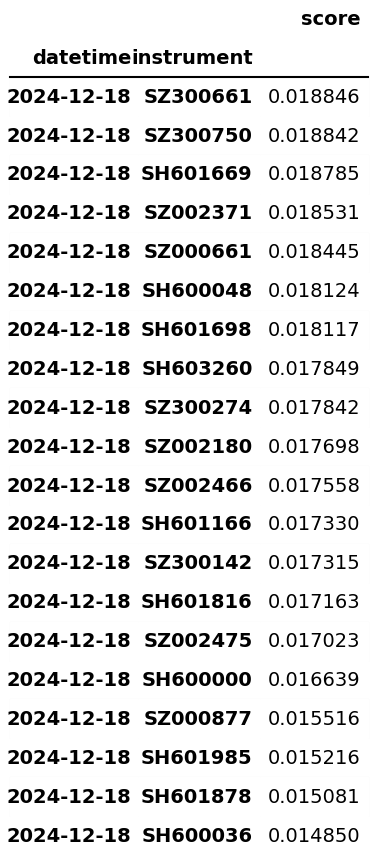 score
datetime instrument
2024-12-18 SZ300661 0.018846
2024-12-18 SZ300750 0.018842
2024-12-18 SH601669 0.018785
2024-12-18 SZ002371 0.018531
2024-12-18 SZ000661 0.018445
2024-12-18 SH600048 0.018124
2024-12-18 SH601698 0.018117
2024-12-18 SH603260 0.017849
2024-12-18 SZ300274 0.017842
2024-12-18 SZ002180 0.017698
2024-12-18 SZ002466 0.017558
2024-12-18 SH601166 0.017330
2024-12-18 SZ300142 0.017315
2024-12-18 SH601816 0.017163
2024-12-18 SZ002475 0.017023
2024-12-18 SH600000 0.016639
2024-12-18 SZ000877 0.015516
2024-12-18 SH601985 0.015216
2024-12-18 SH601878 0.015081
2024-12-18 SH600036 0.014850